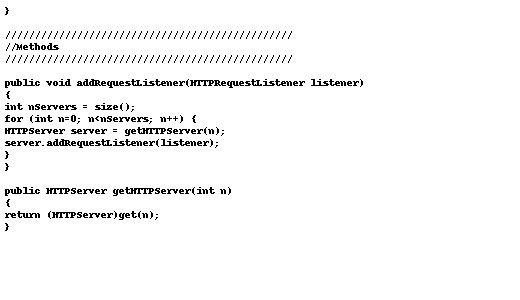 }
////////////////////////////////////////////////
//Methods
////////////////////////////////////////////////
public void addRequestListener(HTTPRequestListener listener)
{
int nServers = size();
for (int n=0; n<nServers; n++) {
HTTPServer server = getHTTPServer(n);
server.addRequestListener(listener);
}
}
public HTTPServer getHTTPServer(int n)
{
return (HTTPServer)get(n);
}